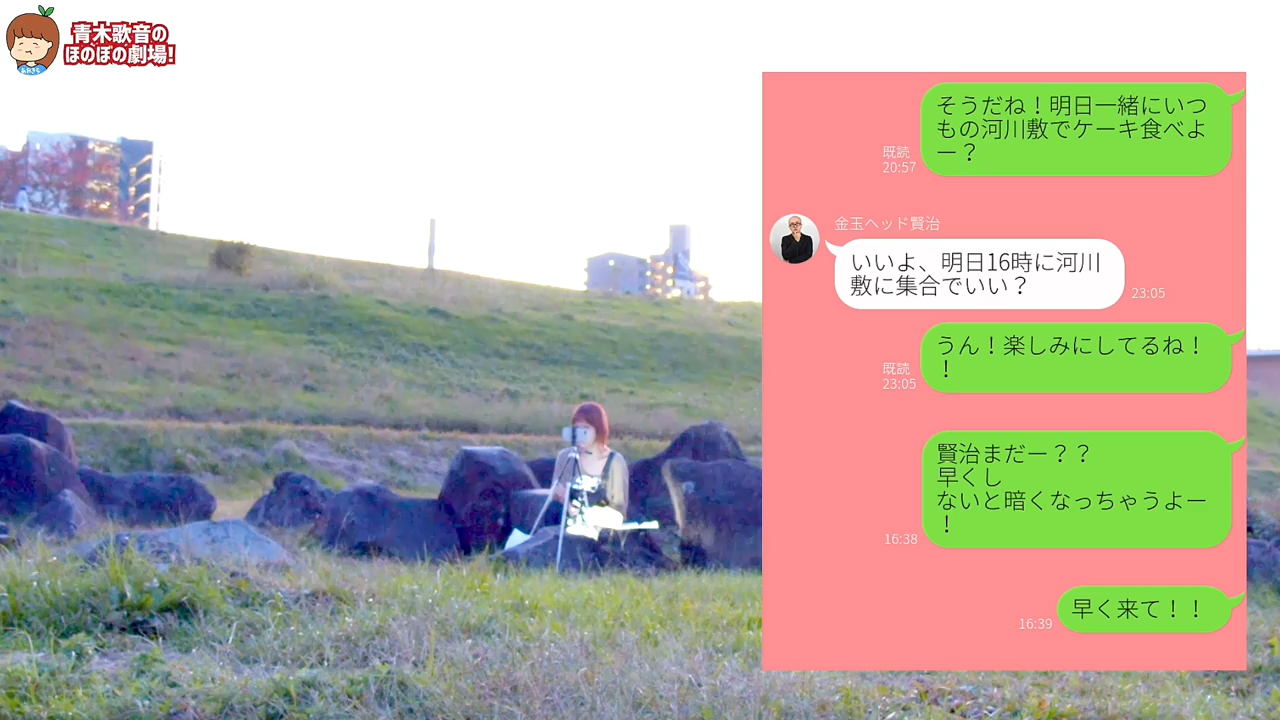 青木歌音の
ほのぼの劇場!
そうだね！明日一緒にいつ
もの河川敷でケーキ食べよ
ー？
既読
20:57
金玉ヘッド賢治
いいよ、明日16時に河川
敷に集合でいい？
23:05
うん！楽しみにしてるね！
！
既読
23:05
賢治まだー？？
早くし
ないと暗くなっちゃうよー
！
16:38
早く来て！！
16:39